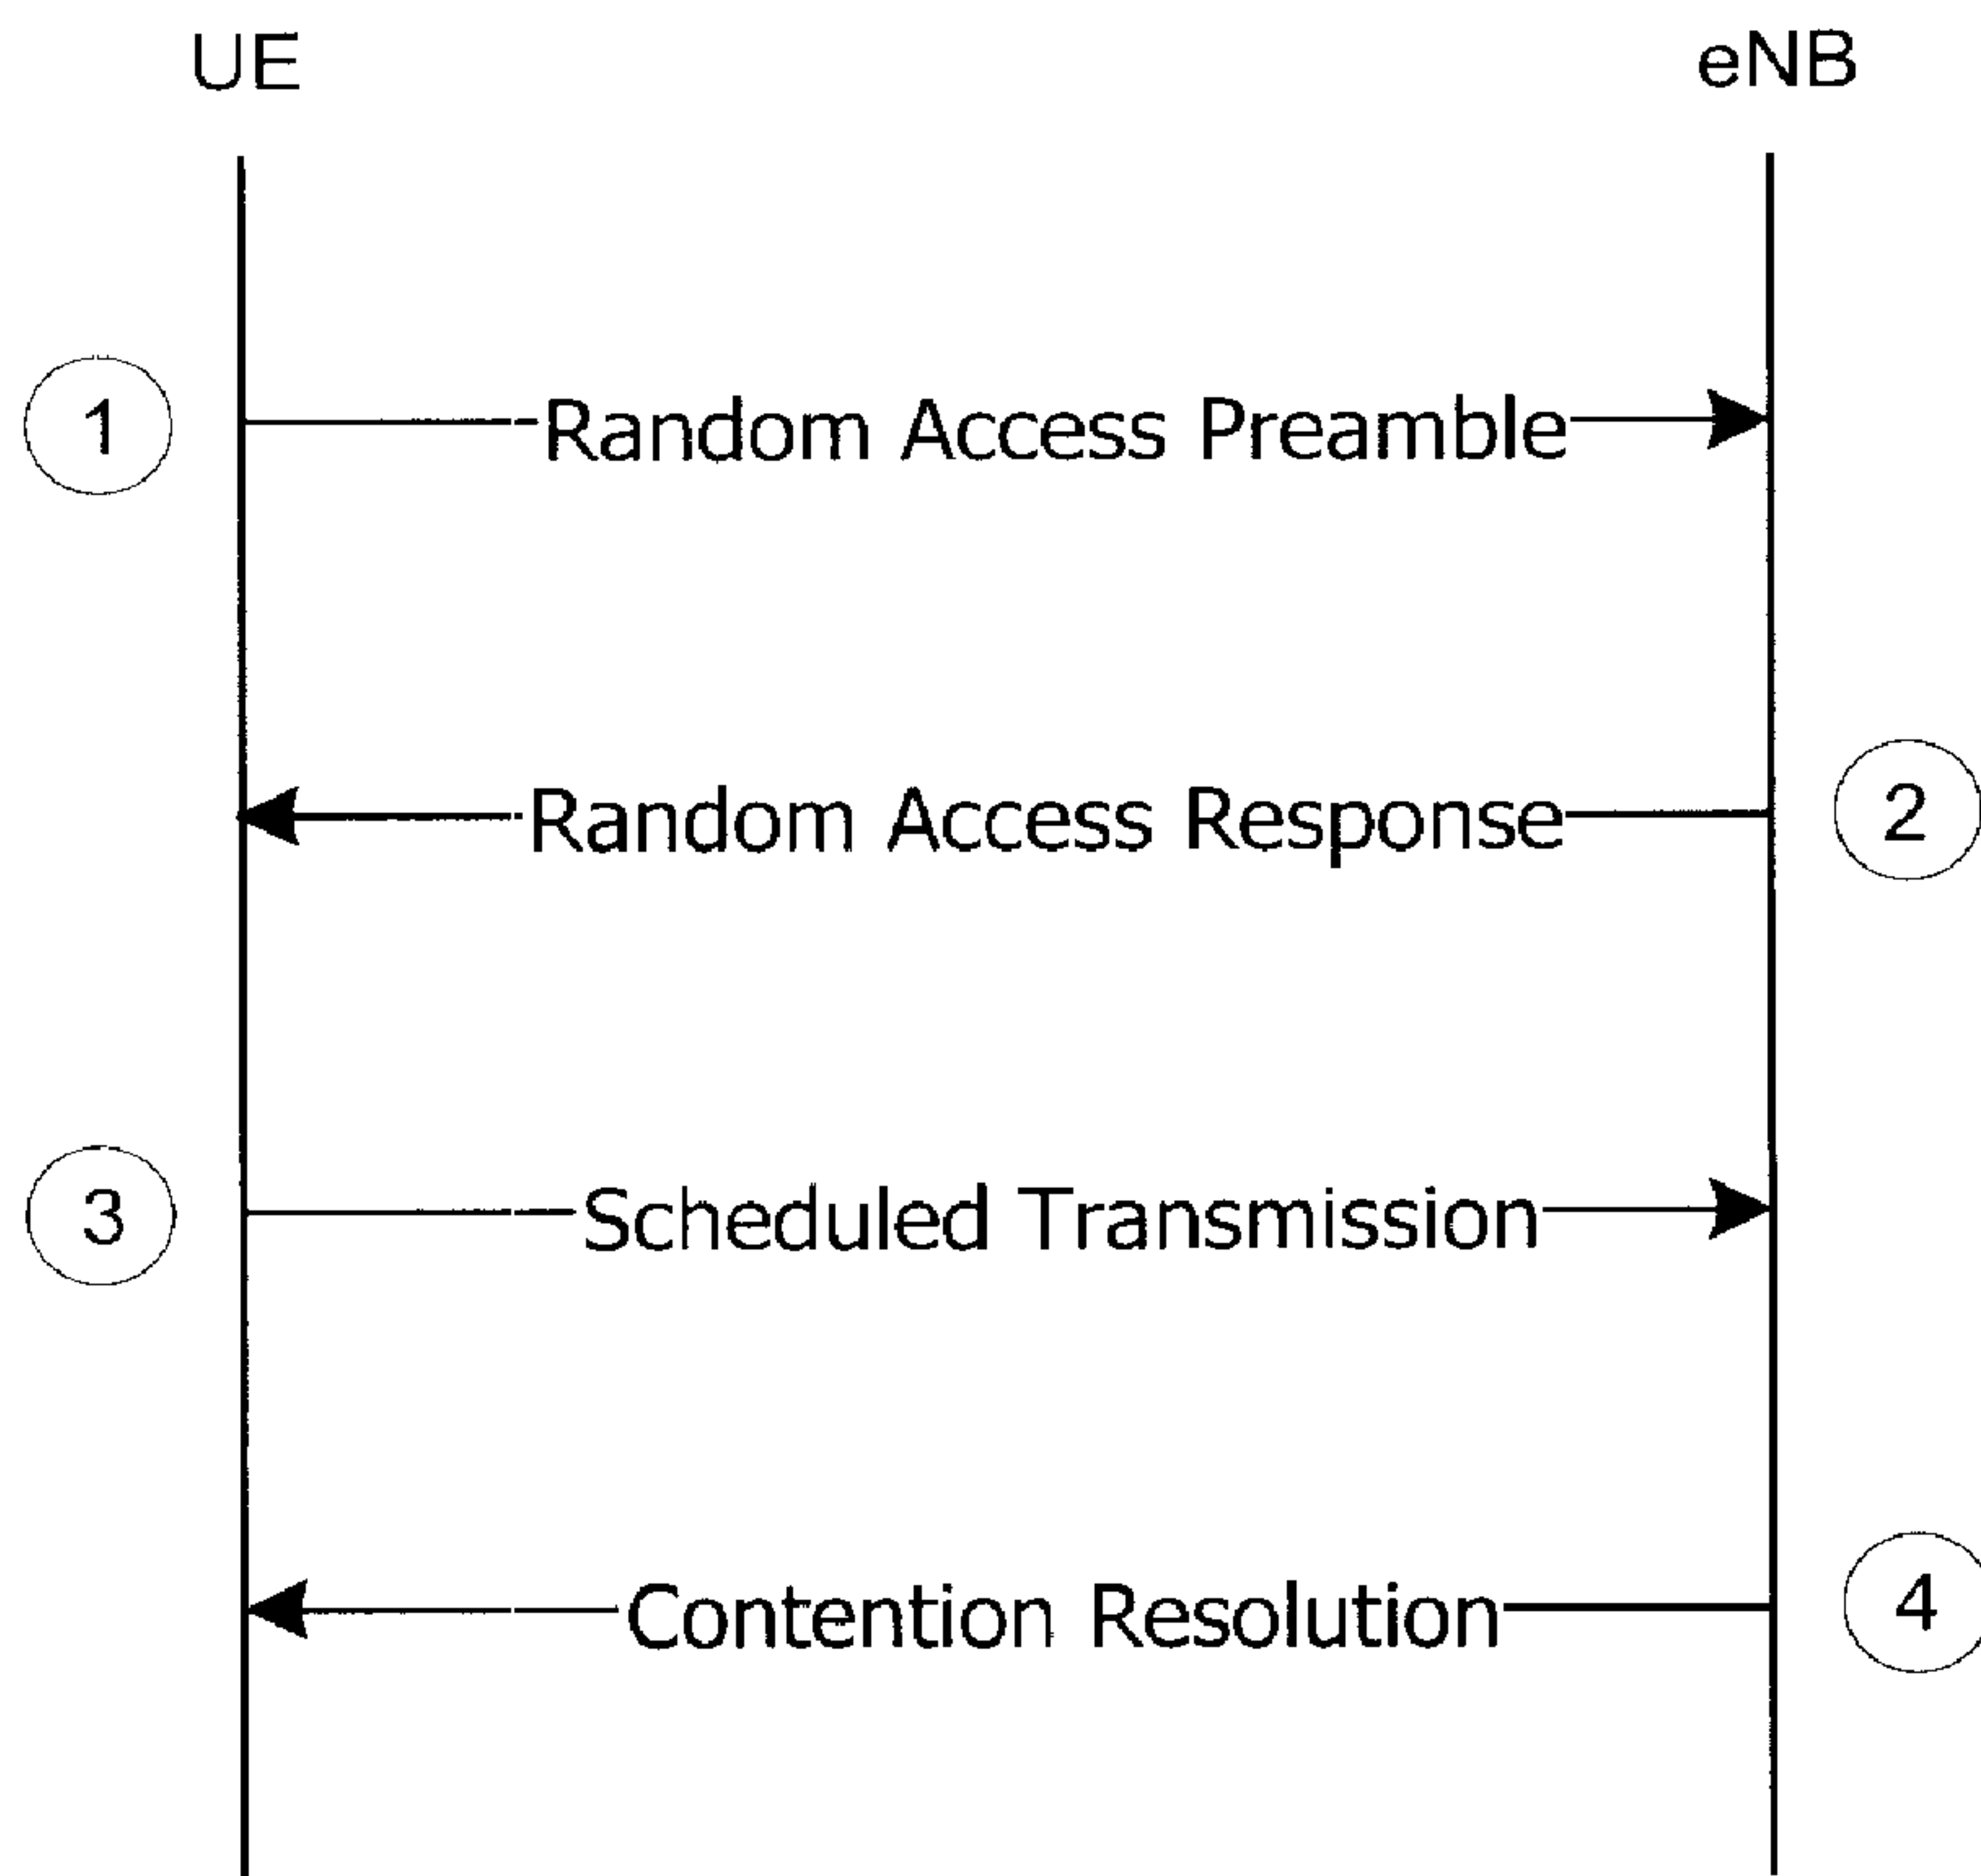 UE
eNB
1
Random Access Preamble
Random Access Response
2
3
Scheduled Transmission
Contention Resolution
4